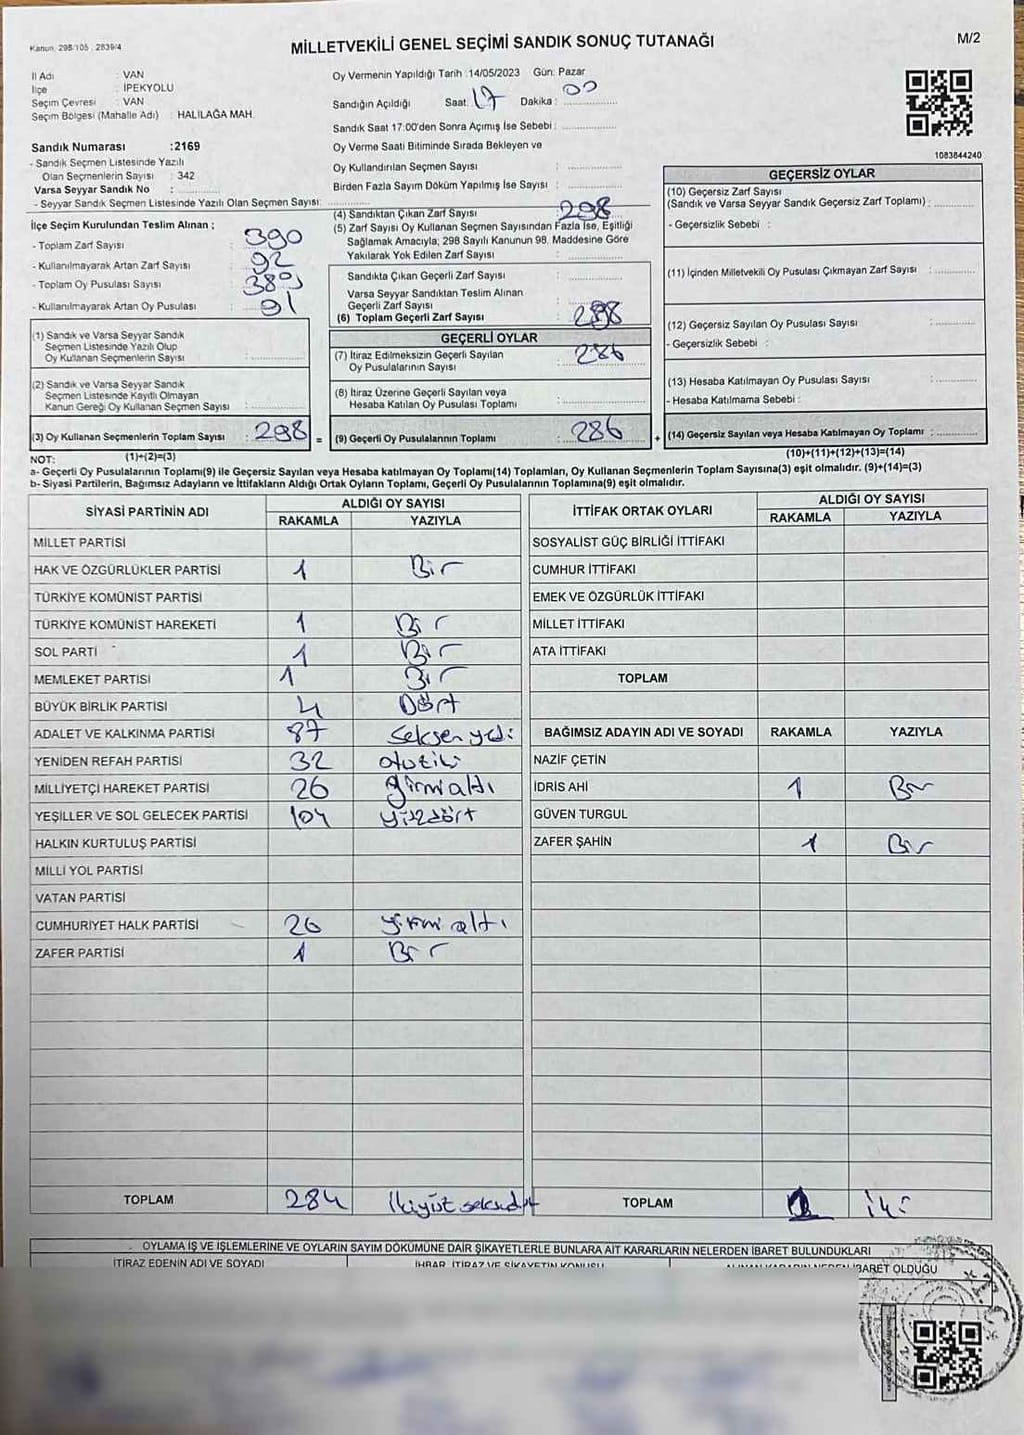 Kanun. 298/105 . 2839/4
MİLLETVEKİLİ GENEL SEÇİMİ SANDIK SONUÇ TUTANAĞI
M/2
İl Adı : VAN
İlçe : İPEKYOLU
Seçim Çevresi : VAN
Seçim Bölgesi (Mahalle Adı) : HALİLAĞA MAH.
Sandık Numarası :2169
- Sandık Seçmen Listesinde Yazılı
Olan Seçmenlerin Sayısı : 342
Varsa Seyyar Sandık No :
- Seyyar Sandık Seçmen Listesinde Yazılı Olan Seçmen Sayısı:
Oy Vermenin Yapıldığı Tarih :14/05/2023 Gün: Pazar
Sandığın Açıldığı Saat: 17 Dakika : 00
Sandık Saat 17:00'den Sonra Açımış İse Sebebi :
Oy Verme Saati Bitiminde Sırada Bekleyen ve
Oy Kullandırılan Seçmen Sayısı :
Birden Fazla Sayım Döküm Yapılmış İse Sayısı :
1083844240
İlçe Seçim Kurulundan Teslim Alınan ;
- Toplam Zarf Sayısı : 390
- Kullanılmayarak Artan Zarf Sayısı : 92
- Toplam Oy Pusulası Sayısı :
- Kullanılmayarak Artan Oy Pusulası : 91
(1) Sandık ve Varsa Seyyar Sandık
Seçmen Listesinde Yazılı Olup
Oy Kullanan Seçmenlerin Sayısı :
(2) Sandık ve Varsa Seyyar Sandık
Seçmen Listesinde Kayıtlı Olmayan
Kanun Gereği Oy Kullanan Seçmen Sayısı :
(3) Oy Kullanan Seçmenlerin Toplam Sayısı : 298 =
(4) Sandıktan Çıkan Zarf Sayısı : 298
(5) Zarf Sayısı Oy Kullanan Seçmen Sayısından Fazla İse, Eşitliği
Sağlamak Amacıyla; 298 Sayılı Kanunun 98. Maddesine Göre
Yakılarak Yok Edilen Zarf Sayısı :
Sandıkta Çıkan Geçerli Zarf Sayısı :
Varsa Seyyar Sandıktan Teslim Alınan
Geçerli Zarf Sayısı :
(6) Toplam Geçerli Zarf Sayısı : 298
GEÇERLİ OYLAR
(7) İtiraz Edilmeksizin Geçerli Sayılan
Oy Pusulalarının Sayısı : 286
(8) İtiraz Üzerine Geçerli Sayılan veya
Hesaba Katılan Oy Pusulası Toplamı :
(9) Geçerli Oy Pusulalarının Toplamı : 286 +
GEÇERSİZ OYLAR
(10) Geçersiz Zarf Sayısı
(Sandık ve Varsa Seyyar Sandık Geçersiz Zarf Toplamı) :
- Geçersizlik Sebebi :
(11) İçinden Milletvekili Oy Pusulası Çıkmayan Zarf Sayısı :
(12) Geçersiz Sayılan Oy Pusulası Sayısı :
- Geçersizlik Sebebi :
(13) Hesaba Katılmayan Oy Pusulası Sayısı :
- Hesaba Katılmama Sebebi :
(14) Geçersiz Sayılan veya Hesaba Katılmayan Oy Toplamı :
NOT: (1)+(2)=(3)
(10)+(11)+(12)+(13)=(14)
a- Geçerli Oy Pusulalarının Toplamı(9) ile Geçersiz Sayılan veya Hesaba katılmayan Oy Toplamı(14) Toplamları, Oy Kullanan Seçmenlerin Toplam Sayısına(3) eşit olmalıdır. (9)+(14)=(3)
b- Siyasi Partilerin, Bağımsız Adayların ve İttifakların Aldığı Ortak Oyların Toplamı, Geçerli Oy Pusulalarının Toplamına(9) eşit olmalıdır.
SİYASİ PARTİNİN ADI ALDIĞI OY SAYISI
RAKAMLA YAZIYLA
MİLLET PARTİSİ
HAK VE ÖZGÜRLÜKLER PARTİSİ 1 Bir
TÜRKİYE KOMÜNİST PARTİSİ
TÜRKİYE KOMÜNİST HAREKETİ 1 Bir
SOL PARTİ 1 Bir
MEMLEKET PARTİSİ 1 Bir
BÜYÜK BİRLİK PARTİSİ 4 Dört
ADALET VE KALKINMA PARTİSİ 87 Seksen yedi
YENİDEN REFAH PARTİSİ 32 otuziki
MİLLİYETÇİ HAREKET PARTİSİ 26 yirmialtı
YEŞİLLER VE SOL GELECEK PARTİSİ 104 yüzdört
HALKIN KURTULUŞ PARTİSİ
MİLLİ YOL PARTİSİ
VATAN PARTİSİ
CUMHURİYET HALK PARTİSİ 26 yirmi altı
ZAFER PARTİSİ 1 Bir
TOPLAM 284 İkiyüz seksendört
İTTİFAK ORTAK OYLARI ALDIĞI OY SAYISI
RAKAMLA YAZIYLA
SOSYALİST GÜÇ BİRLİĞİ İTTİFAKI
CUMHUR İTTİFAKI
EMEK VE ÖZGÜRLÜK İTTİFAKI
MİLLET İTTİFAKI
ATA İTTİFAKI
TOPLAM
BAĞIMSIZ ADAYIN ADI VE SOYADI RAKAMLA YAZIYLA
NAZİF ÇETİN
İDRİS AHİ 1 Bir
GÜVEN TURGUL
ZAFER ŞAHİN 1 Bir
TOPLAM 2 iki
OYLAMA İŞ VE İŞLEMLERİNE VE OYLARIN SAYIM DÖKÜMÜNE DAİR ŞİKAYETLERLE BUNLARA AİT KARARLARIN NELERDEN İBARET BULUNDUKLARI
İTİRAZ EDENİN ADI VE SOYADI İHBAR, İTİRAZ VE ŞİKAYETİN KONUSU
İBARET OLDUĞU